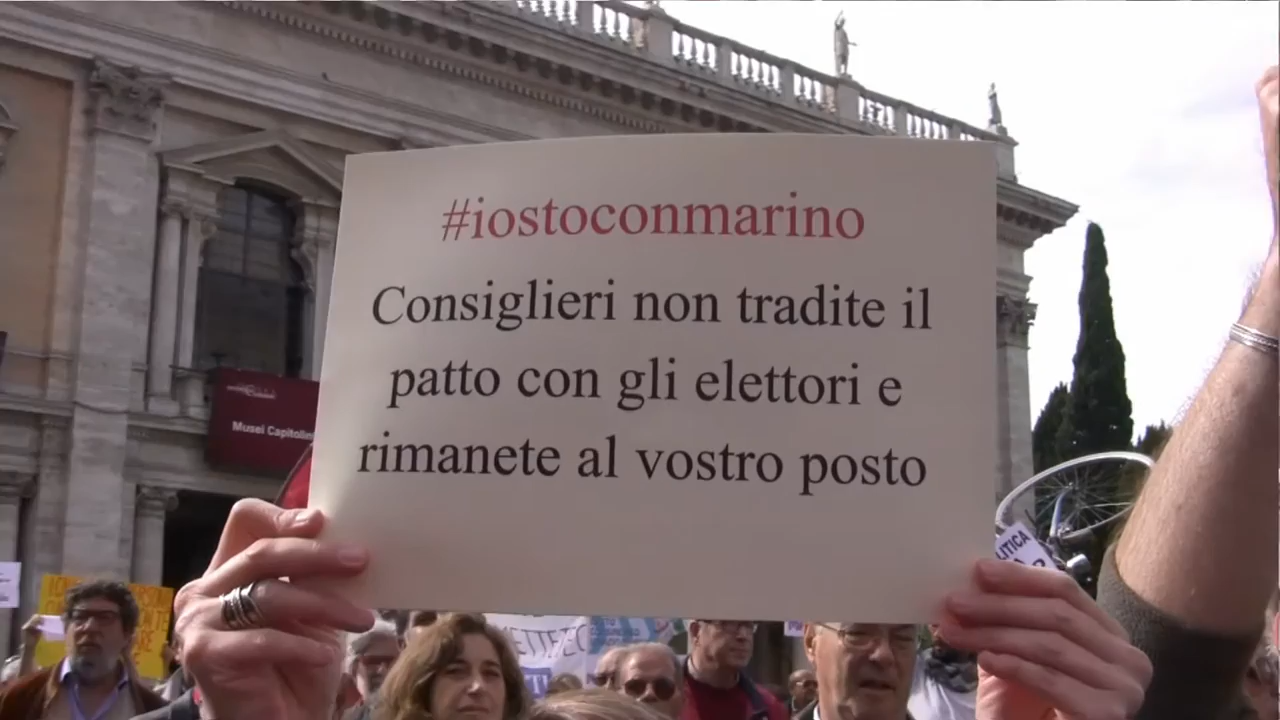 #iostoconmarino
Consiglieri non tradite il
patto con gli elettori e
rimanete al vostro posto
Musei Capitolini